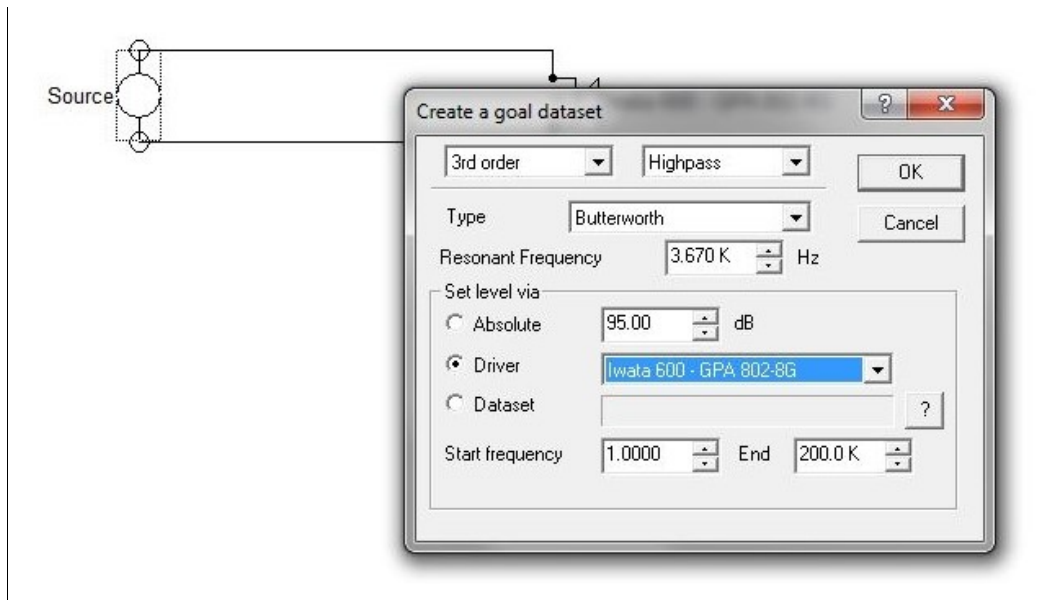 Source
Create a goal dataset
?
3rd order
Highpass
OK
Type
Butterworth
Cancel
Resonant Frequency
3.670 K
Hz
Set level via
Absolute
95.00
dB
Driver
Iwata 600 - GPA 802-8G
Dataset
?
Start frequency
1.0000
End
200.0 K